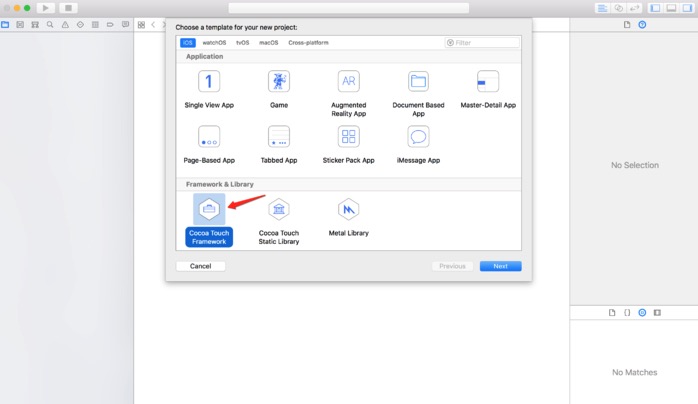 Choose a template for your new project:
iOS watchOS tvOS macOS Cross-platform
Filter
Application
1
Single View App
Game
AR
Augmented
Reality App
Document Based
App
Master-Detail App
Page-Based App
Tabbed App
Sticker Pack App
iMessage App
Framework & Library
Cocoa Touch
Framework
Cocoa Touch
Static Library
Metal Library
Cancel
Previous
Next
No Selection
{}
No Matches